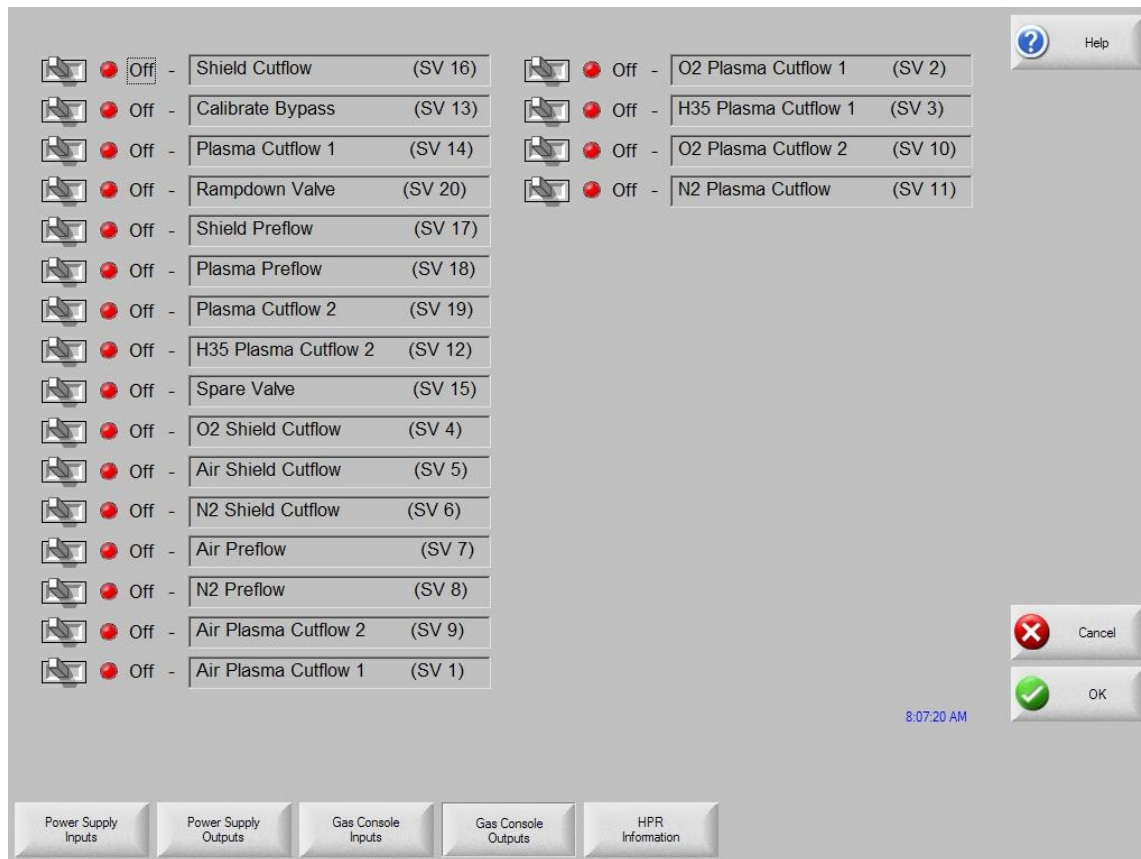 Off - Shield Cutflow (SV 16)
Off - Calibrate Bypass (SV 13)
Off - Plasma Cutflow 1 (SV 14)
Off - Rampdown Valve (SV 20)
Off - Shield Preflow (SV 17)
Off - Plasma Preflow (SV 18)
Off - Plasma Cutflow 2 (SV 19)
Off - H35 Plasma Cutflow 2 (SV 12)
Off - Spare Valve (SV 15)
Off - O2 Shield Cutflow (SV 4)
Off - Air Shield Cutflow (SV 5)
Off - N2 Shield Cutflow (SV 6)
Off - Air Preflow (SV 7)
Off - N2 Preflow (SV 8)
Off - Air Plasma Cutflow 2 (SV 9)
Off - Air Plasma Cutflow 1 (SV 1)
Off - O2 Plasma Cutflow 1 (SV 2)
Off - H35 Plasma Cutflow 1 (SV 3)
Off - O2 Plasma Cutflow 2 (SV 10)
Off - N2 Plasma Cutflow (SV 11)
Help
Cancel
OK
8:07:20 AM
Power Supply
Inputs
Power Supply
Outputs
Gas Console
Inputs
Gas Console
Outputs
HPR
Information